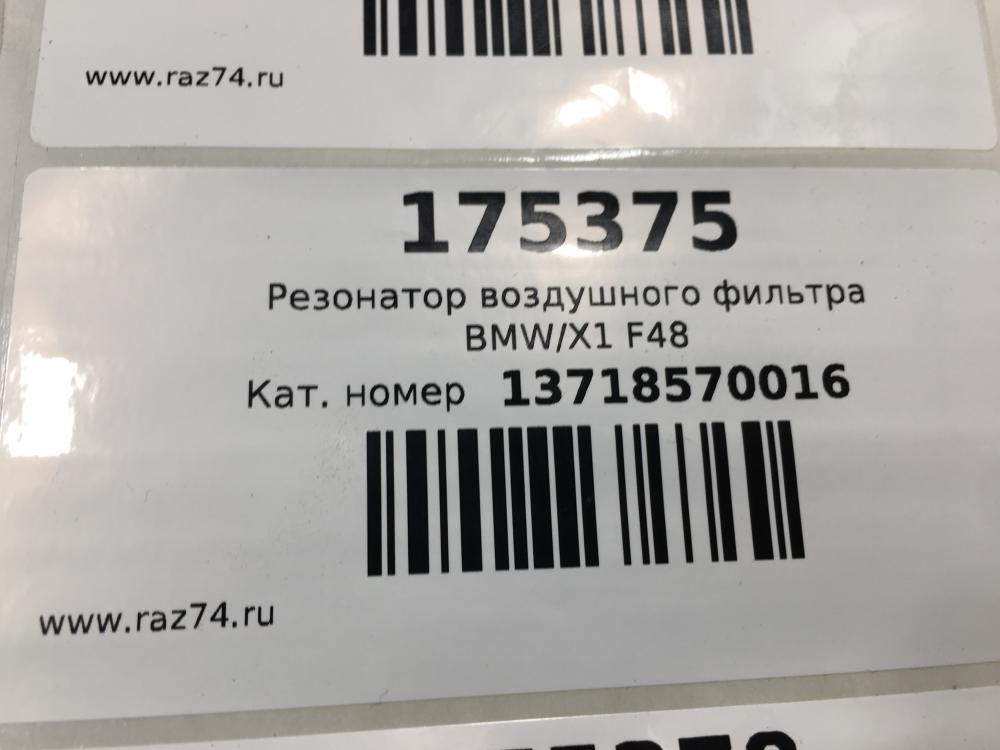 www.raz74.ru
175375
Резонатор воздушного фильтра
BMW/X1 F48
Кат. номер 13718570016
www.raz74.ru